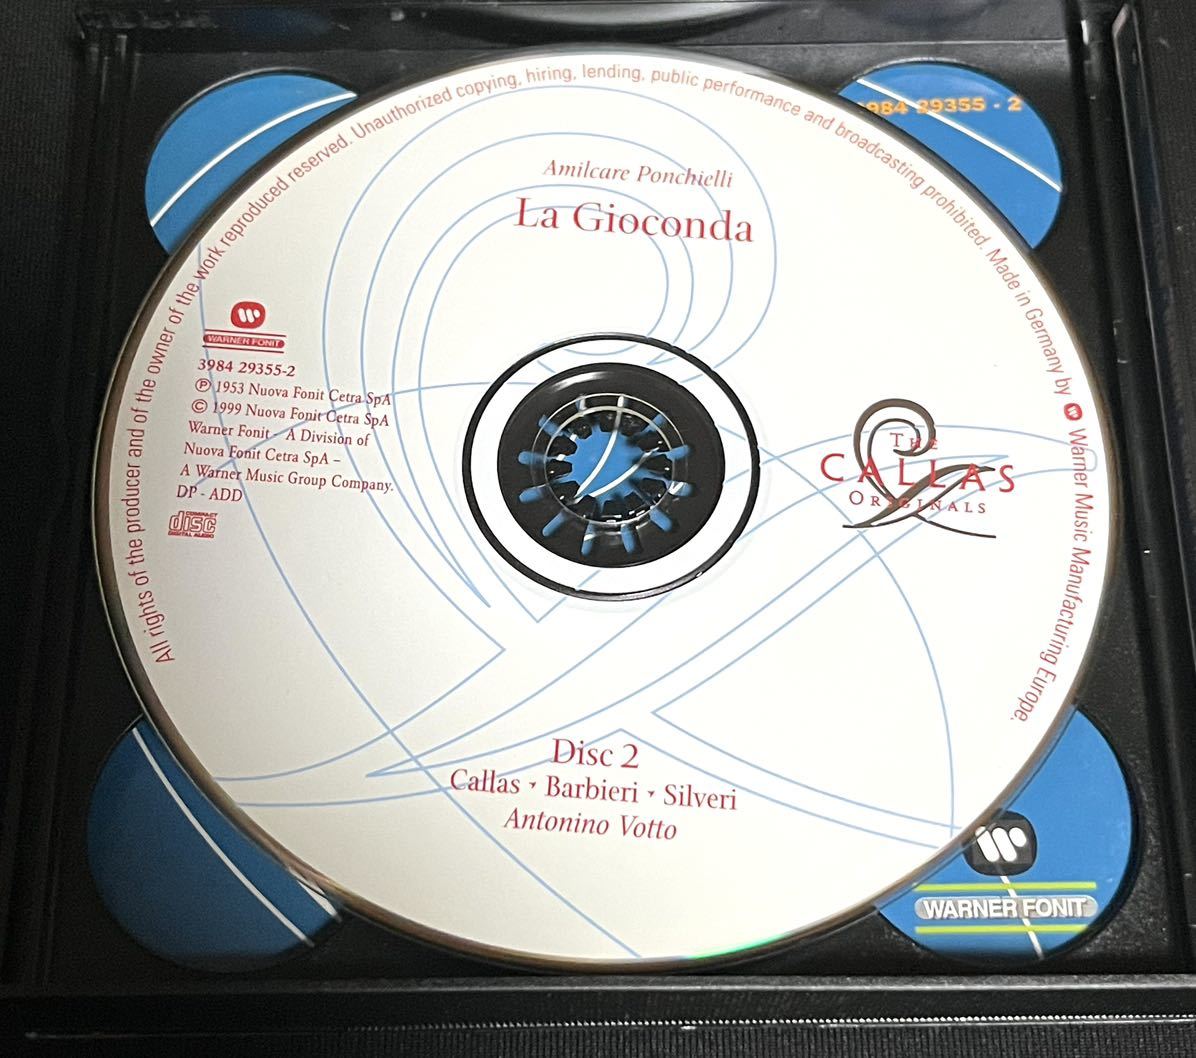 All rights of the producer and of the owner of the work reproduced reserved. Unauthorized copying, hiring, lending, public performance and broadcasting prohibited. Made in Germany by W Warner Music Manufacturing Europe.
984 29355 - 2
Amilcare Ponchielli
La Gioconda
WARNER FONIT
3984 29355-2
℗ 1953 Nuova Fonit Cetra SpA
© 1999 Nuova Fonit Cetra SpA
Warner Fonit - A Division of
Nuova Fonit Cetra SpA –
A Warner Music Group Company.
DP - ADD
COMPACT
disc
DIGITAL AUDIO
THE
CALLAS
ORIGINALS
Disc 2
Callas · Barbieri · Silveri
Antonino Votto
WARNER FONIT